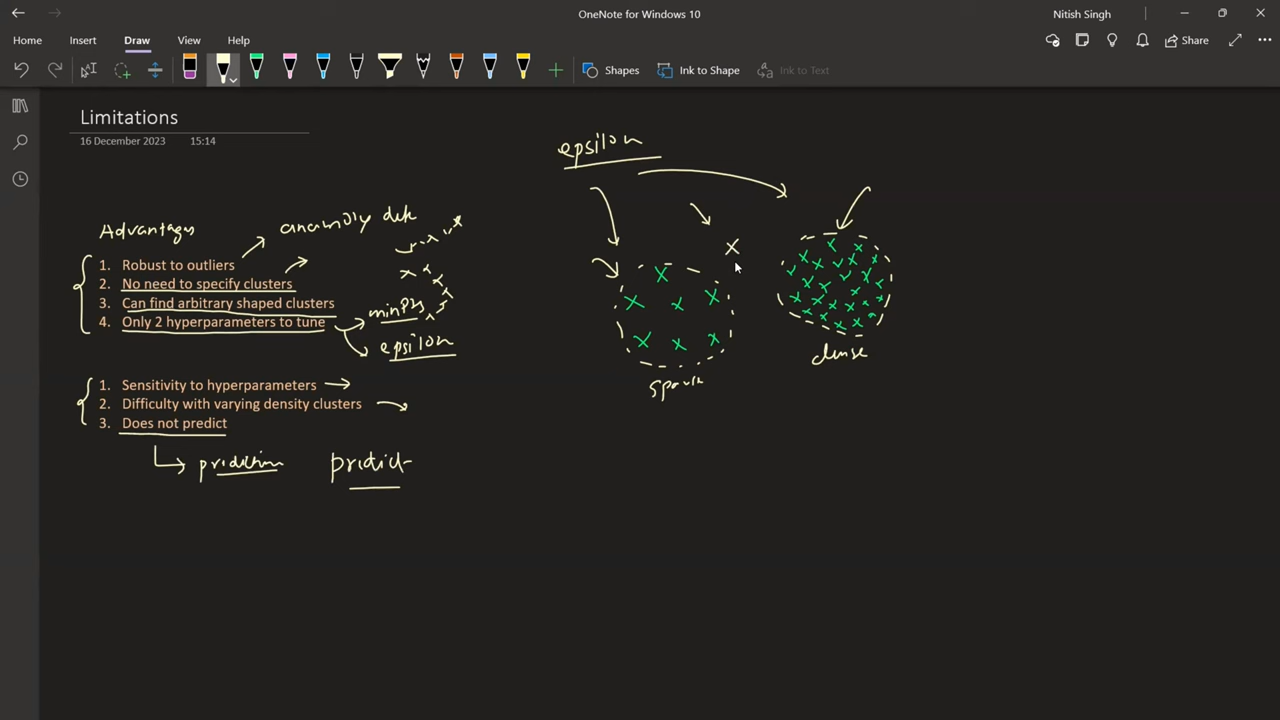 OneNote for Windows 10
Nitish Singh
Home Insert Draw View Help
Shapes Ink to Shape Ink to Text Share
Limitations
16 December 2023 15:14
epsilon
Advantages
1. Robust to outliers
2. No need to specify clusters
3. Can find arbitrary shaped clusters
4. Only 2 hyperparameters to tune
minPts
epsilon
dense
1. Sensitivity to hyperparameters
2. Difficulty with varying density clusters
3. Does not predict
prediction predict